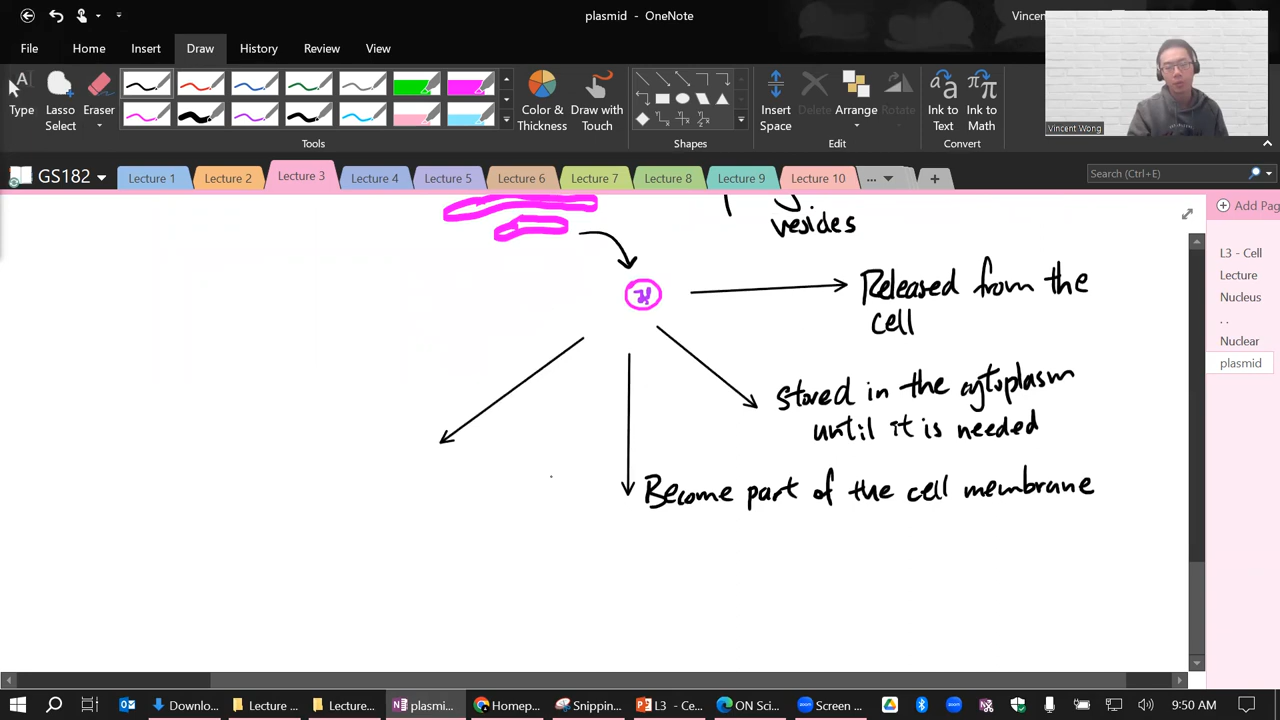 plasmid - OneNote
Vincent Wong
File
Home
Insert
Draw
History
Review
View
Type
Lasso
Select
Eraser
Color &
Thickness
Draw with
Touch
Insert
Space
Delete
Arrange
Rotate
Ink to
Text
Ink to
Math
Tools
Shapes
Edit
Convert
GS182
Lecture 1
Lecture 2
Lecture 3
Lecture 4
Lecture 5
Lecture 6
Lecture 7
Lecture 8
Lecture 9
Lecture 10
...
Search (Ctrl+E)
Add Pag
L3 - Cell
Lecture
Nucleus
. .
Nuclear
plasmid
vesides
Released from the
cell
stored in the cytoplasm
until it is needed
Become part of the cell membrane
Downlo...
Lecture ...
Lecture...
Plasmi...
Homep...
Snippin...
L3 - Ce...
ON Sci...
Screen ...
9:50 AM